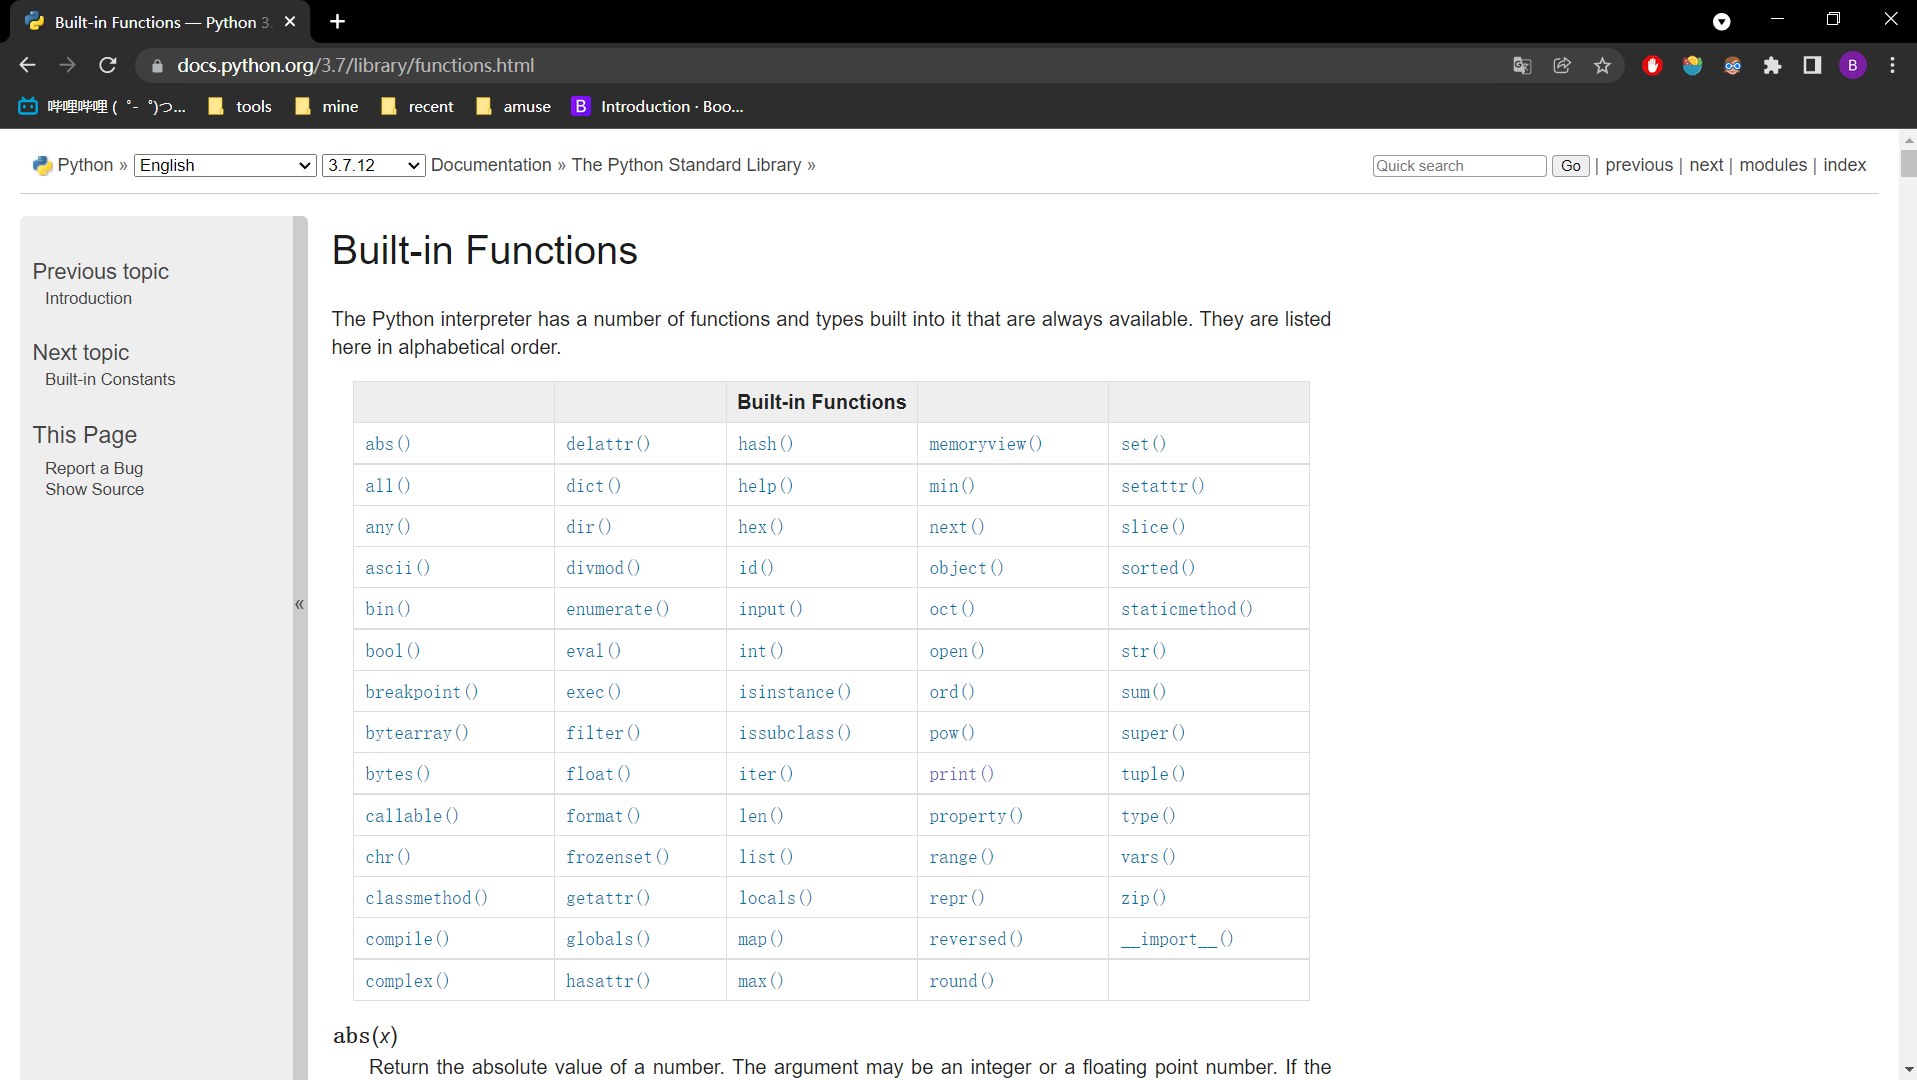 Built-in Functions — Python 3.
docs.python.org/3.7/library/functions.html
哔哩哔哩 ( ゜- ゜)つ... tools mine recent amuse B Introduction · Boo...
B
Python » English 3.7.12 Documentation » The Python Standard Library » Quick search Go | previous | next | modules | index
Previous topic
Introduction
Next topic
Built-in Constants
This Page
Report a Bug
Show Source
«
Built-in Functions
The Python interpreter has a number of functions and types built into it that are always available. They are listed
here in alphabetical order.
Built-in Functions
abs() delattr() hash() memoryview() set()
all() dict() help() min() setattr()
any() dir() hex() next() slice()
ascii() divmod() id() object() sorted()
bin() enumerate() input() oct() staticmethod()
bool() eval() int() open() str()
breakpoint() exec() isinstance() ord() sum()
bytearray() filter() issubclass() pow() super()
bytes() float() iter() print() tuple()
callable() format() len() property() type()
chr() frozenset() list() range() vars()
classmethod() getattr() locals() repr() zip()
compile() globals() map() reversed() __import__()
complex() hasattr() max() round()
abs(x)
Return the absolute value of a number. The argument may be an integer or a floating point number. If the